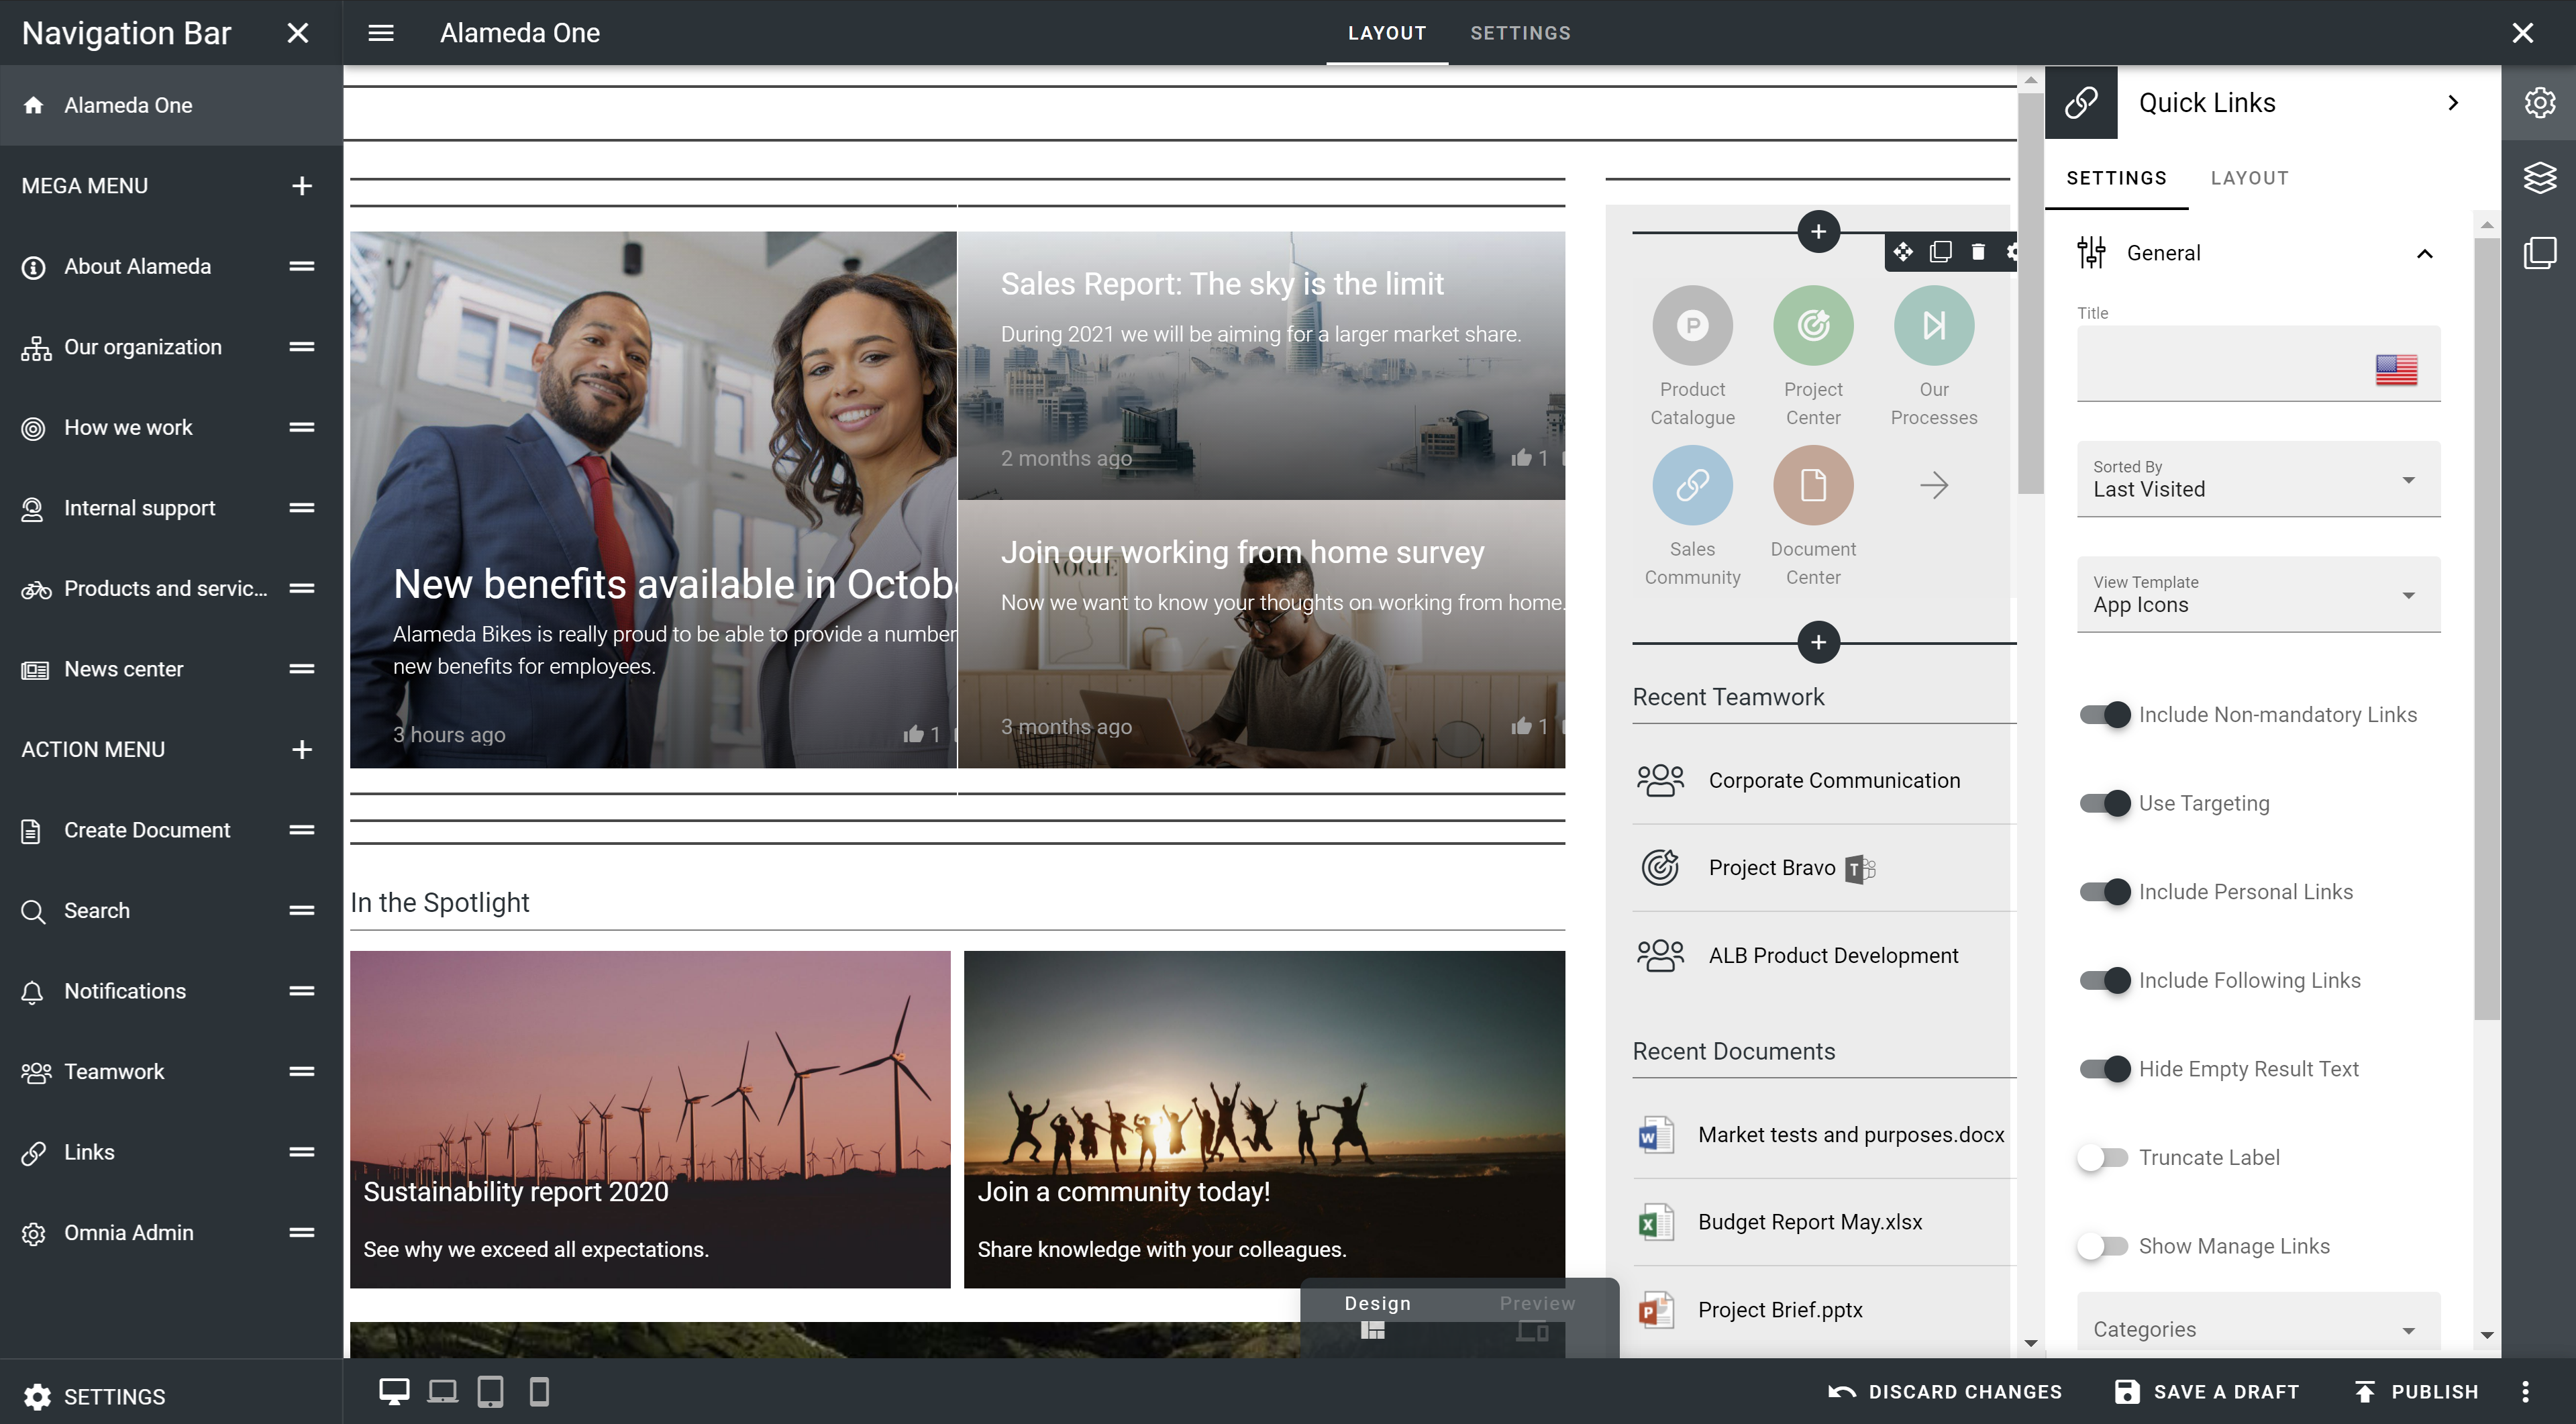 Navigation Bar
Alameda One
MEGA MENU
About Alameda
Our organization
How we work
Internal support
Products and servic...
News center
ACTION MENU
Create Document
Search
Notifications
Teamwork
Links
Omnia Admin
SETTINGS
Alameda One
LAYOUT
SETTINGS
New benefits available in Octob
Alameda Bikes is really proud to be able to provide a number
new benefits for employees.
3 hours ago
1
Sales Report: The sky is the limit
During 2021 we will be aiming for a larger market share.
2 months ago
1
VOGUE
Join our working from home survey
Now we want to know your thoughts on working from home.
3 months ago
1
In the Spotlight
Sustainability report 2020
See why we exceed all expectations.
Join a community today!
Share knowledge with your colleagues.
Design
Preview
P
Product
Catalogue
Project
Center
Our
Processes
Sales
Community
Document
Center
Recent Teamwork
Corporate Communication
Project Bravo
T
ALB Product Development
Recent Documents
W
Market tests and purposes.docx
X
Budget Report May.xlsx
P
Project Brief.pptx
Quick Links
SETTINGS
LAYOUT
General
Title
Sorted By
Last Visited
View Template
App Icons
Include Non-mandatory Links
Use Targeting
Include Personal Links
Include Following Links
Hide Empty Result Text
Truncate Label
Show Manage Links
Categories
DISCARD CHANGES
SAVE A DRAFT
PUBLISH